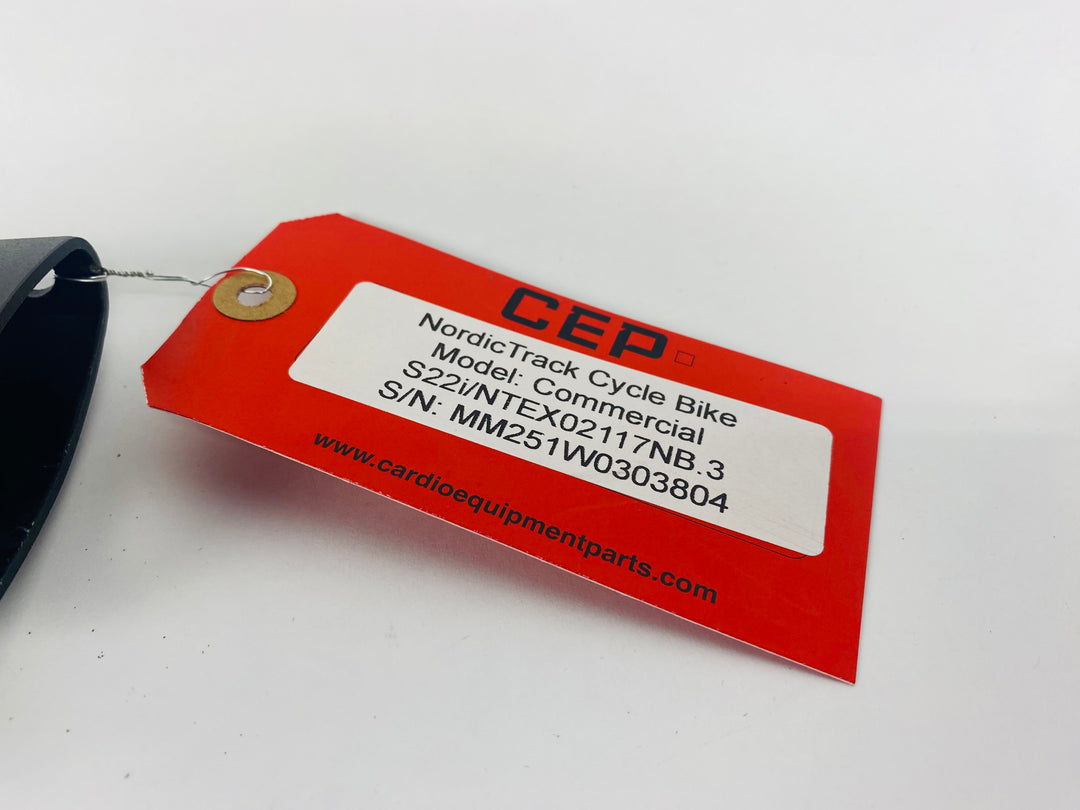 CEP
NordicTrack Cycle Bike
Model: Commercial
S22i/NTEX02117NB.3
S/N: MM251W0303804
www.cardioequipmentparts.com